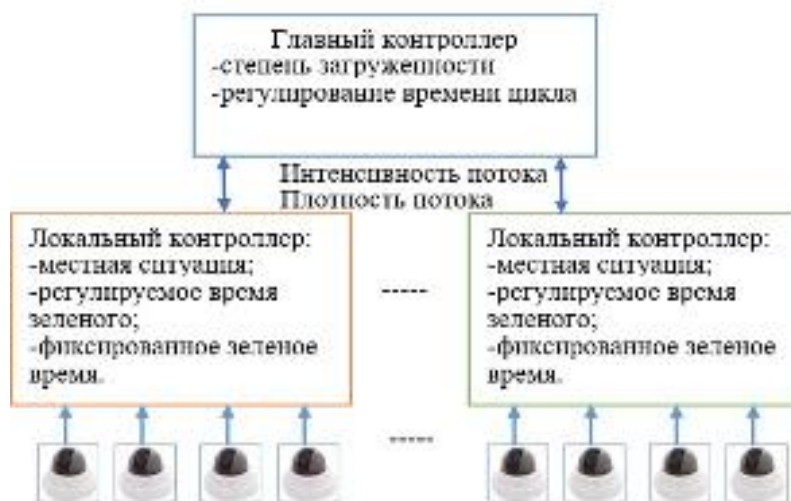 Главный контроллер
-степень загруженности
-регулирование времени цикла
Интенсивность потока
Плотность потока
Локальный контроллер:
-местная ситуация;
-регулируемое время
зеленого;
-фиксированное зеленое
время.
-----
Локальный контроллер:
-местная ситуация;
-регулируемое время
зеленого;
-фиксированное зеленое
время.
-----